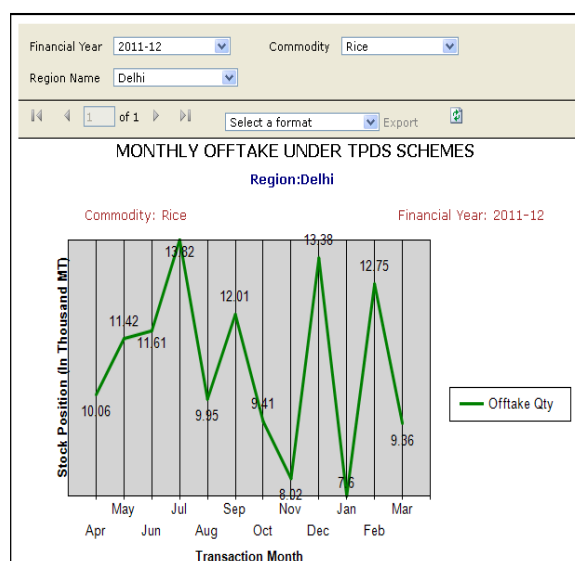 Financial Year 2011-12 Commodity Rice
Region Name Delhi
1 of 1 Select a format Export
MONTHLY OFFTAKE UNDER TPDS SCHEMES
Region:Delhi
Commodity: Rice Financial Year: 2011-12
Stock Position (In Thousand MT)
10.06
11.42
11.61
13.82
9.95
12.01
9.41
8.02
13.38
7.6
12.75
9.36
Offtake Qty
May Jul Sep Nov Jan Mar
Apr Jun Aug Oct Dec Feb
Transaction Month